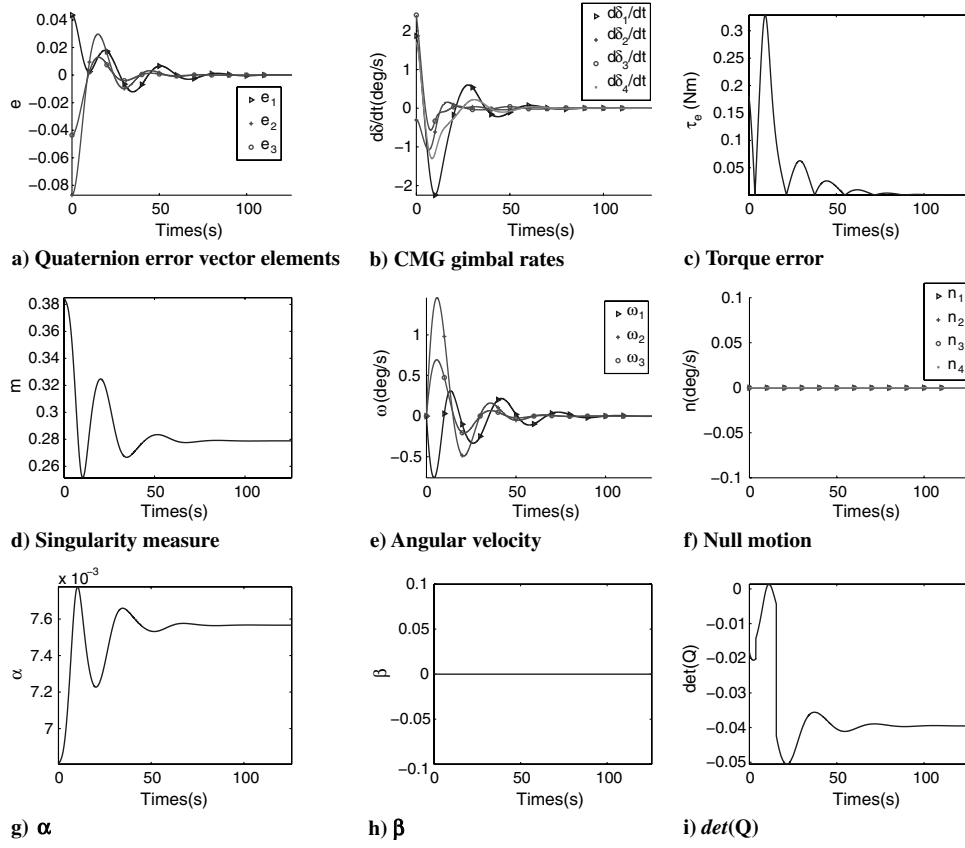 0.04
0.02
0
−0.02
−0.04
−0.06
−0.08
e
e₁
e₂
e₃
0
50
100
Times(s)
a) Quaternion error vector elements
2
1
0
−1
−2
dδ/dt(deg/s)
dδ₁/dt
dδ₂/dt
dδ₃/dt
dδ₄/dt
0
50
100
Times(s)
b) CMG gimbal rates
0.3
0.25
0.2
0.15
0.1
0.05
τₑ (Nm)
0
50
100
Times(s)
c) Torque error
0.38
0.36
0.34
0.32
0.3
0.28
0.26
m
0
50
100
Times(s)
d) Singularity measure
1
0.5
0
−0.5
ω(deg/s)
ω₁
ω₂
ω₃
0
50
100
Times(s)
e) Angular velocity
0.1
0.05
0
−0.05
−0.1
n(deg/s)
n₁
n₂
n₃
n₄
0
50
100
Times(s)
f) Null motion
x 10⁻³
7.6
7.4
7.2
7
α
0
50
100
Times(s)
g) α
0.1
0.05
0
−0.05
−0.1
β
0
50
100
Times(s)
h) β
0
−0.01
−0.02
−0.03
−0.04
−0.05
det(Q)
0
50
100
Times(s)
i) det(Q)